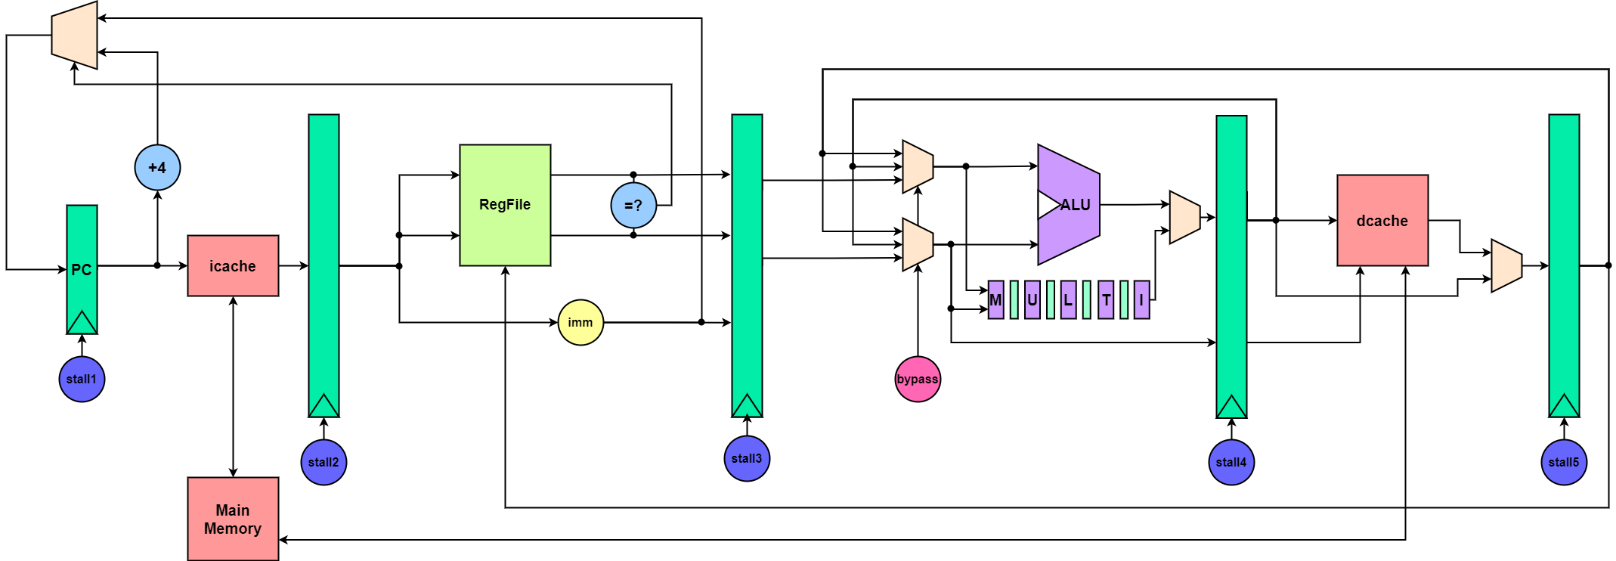 +4
PC
icache
stall1
Main
Memory
stall2
RegFile
=?
imm
stall3
bypass
ALU
M U L T I
stall4
dcache
stall5